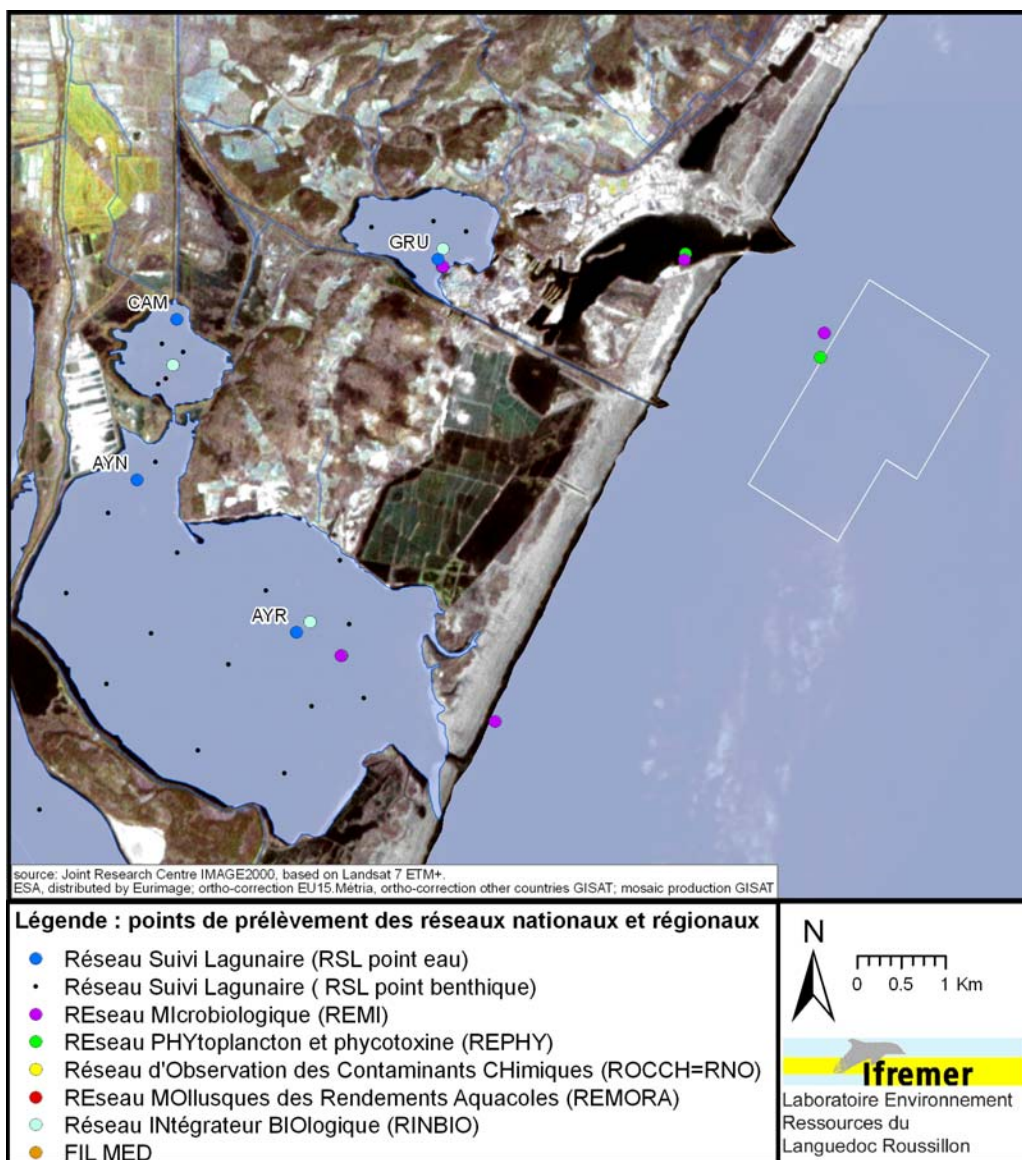 GRU
CAM
AYN
AYR
source: Joint Research Centre IMAGE2000, based on Landsat 7 ETM+.
ESA, distributed by Eurimage; ortho-correction EU15.Métria, ortho-correction other countries GISAT; mosaic production GISAT
Légende : points de prélèvement des réseaux nationaux et régionaux
Réseau Suivi Lagunaire (RSL point eau)
Réseau Suivi Lagunaire ( RSL point benthique)
REseau MIcrobiologique (REMI)
REseau PHYtoplancton et phycotoxine (REPHY)
Réseau d'Observation des Contaminants CHimiques (ROCCH=RNO)
REseau MOllusques des Rendements Aquacoles (REMORA)
Réseau INtégrateur BIOlogique (RINBIO)
FIL MED
N
0 0.5 1 Km
Ifremer
Laboratoire Environnement
Ressources du
Languedoc Roussillon